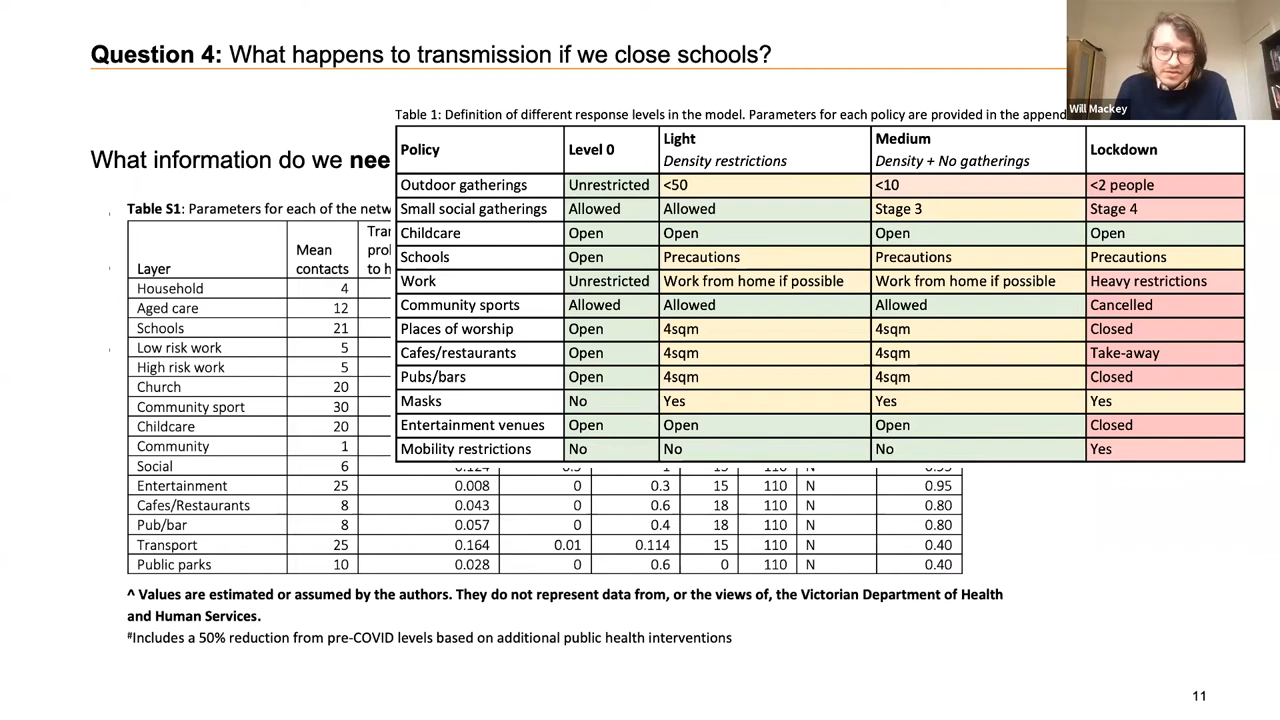 Question 4: What happens to transmission if we close schools?
Will Mackey
Table 1: Definition of different response levels in the model. Parameters for each policy are provided in the append
Policy Level 0 Light Density restrictions Medium Density + No gatherings Lockdown
Outdoor gatherings Unrestricted <50 <10 <2 people
Small social gatherings Allowed Allowed Stage 3 Stage 4
Childcare Open Open Open Open
Schools Open Precautions Precautions Precautions
Work Unrestricted Work from home if possible Work from home if possible Heavy restrictions
Community sports Allowed Allowed Allowed Cancelled
Places of worship Open 4sqm 4sqm Closed
Cafes/restaurants Open 4sqm 4sqm Take-away
Pubs/bars Open 4sqm 4sqm Closed
Masks No Yes Yes Yes
Entertainment venues Open Open Open Closed
Mobility restrictions No No No Yes
What information do we nee
Table S1: Parameters for each of the netw
Layer Mean contacts
to h
Household 4
Aged care 12
Schools 21
Low risk work 5
High risk work 5
Church 20
Community sport 30
Childcare 20
Community 1
Social 6
Entertainment 25 0.008 0 0.3 15 110 N 0.95
Cafes/Restaurants 8 0.043 0 0.6 18 110 N 0.80
Pub/bar 8 0.057 0 0.4 18 110 N 0.80
Transport 25 0.164 0.01 0.114 15 110 N 0.40
Public parks 10 0.028 0 0.6 0 110 N 0.40
^ Values are estimated or assumed by the authors. They do not represent data from, or the views of, the Victorian Department of Health
and Human Services.
#Includes a 50% reduction from pre-COVID levels based on additional public health interventions
11